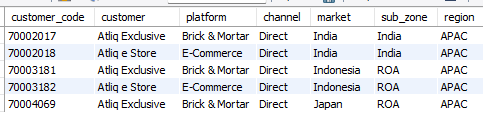 customer_code customer platform channel market sub_zone region
70002017 Atliq Exclusive Brick & Mortar Direct India India APAC
70002018 Atliq e Store E-Commerce Direct India India APAC
70003181 Atliq Exclusive Brick & Mortar Direct Indonesia ROA APAC
70003182 Atliq e Store E-Commerce Direct Indonesia ROA APAC
70004069 Atliq Exclusive Brick & Mortar Direct Japan ROA APAC